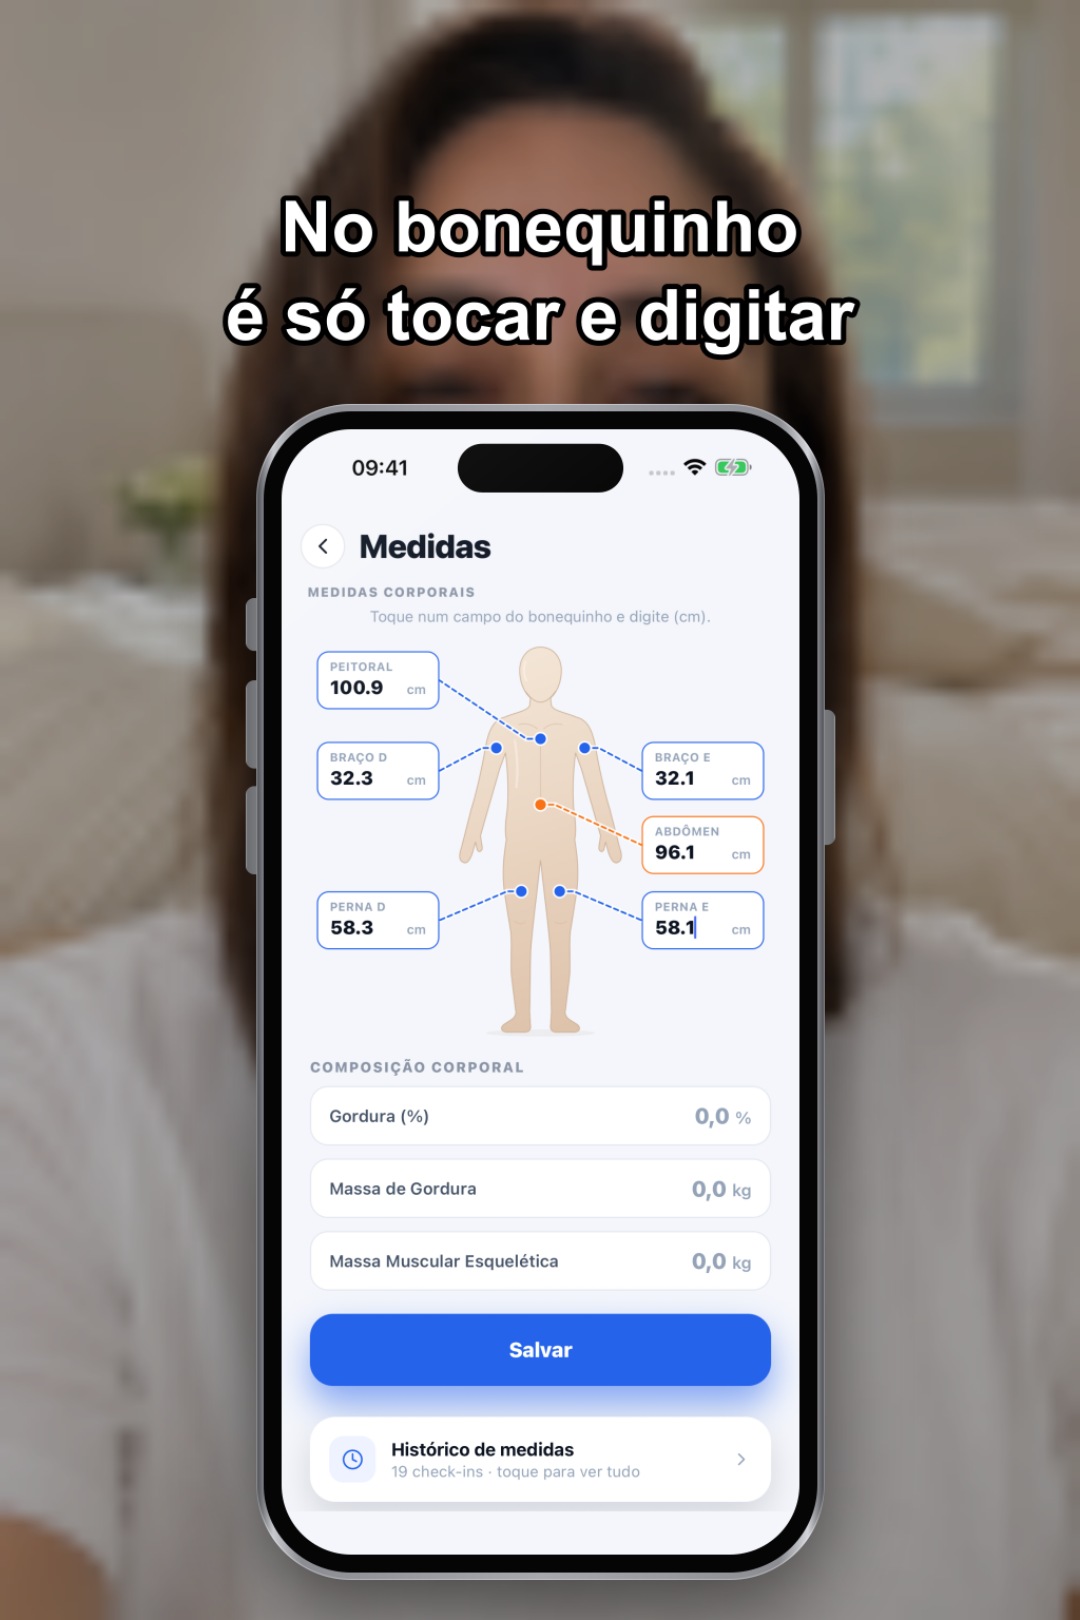 No bonequinho
é só tocar e digitar
09:41
Medidas
MEDIDAS CORPORAIS
Toque num campo do bonequinho e digite (cm).
PEITORAL
100.9 cm
BRAÇO D
32.3 cm
BRAÇO E
32.1 cm
ABDÔMEN
96.1 cm
PERNA D
58.3 cm
PERNA E
58.1 cm
COMPOSIÇÃO CORPORAL
Gordura (%) 0,0 %
Massa de Gordura 0,0 kg
Massa Muscular Esquelética 0,0 kg
Salvar
Histórico de medidas
19 check-ins · toque para ver tudo